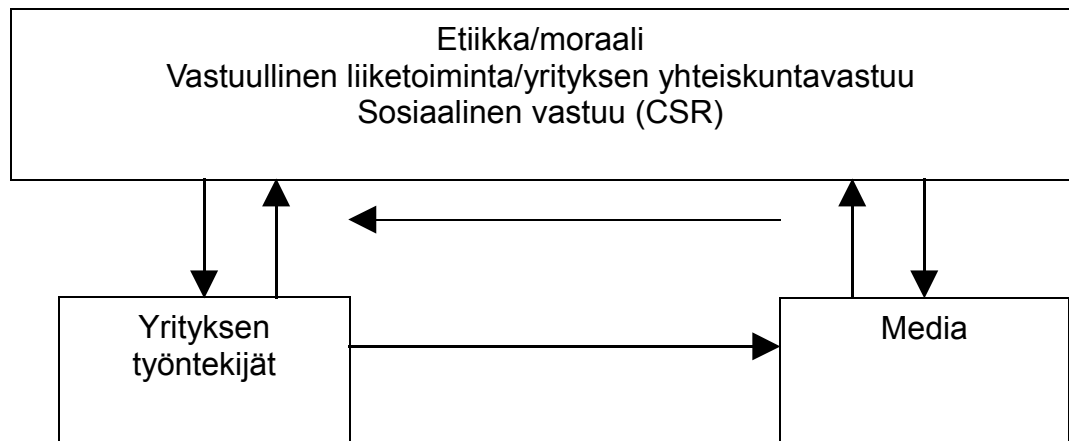 Etiikka/moraali
Vastuullinen liiketoiminta/yrityksen yhteiskuntavastuu
Sosiaalinen vastuu (CSR)
Yrityksen
työntekijät
Media